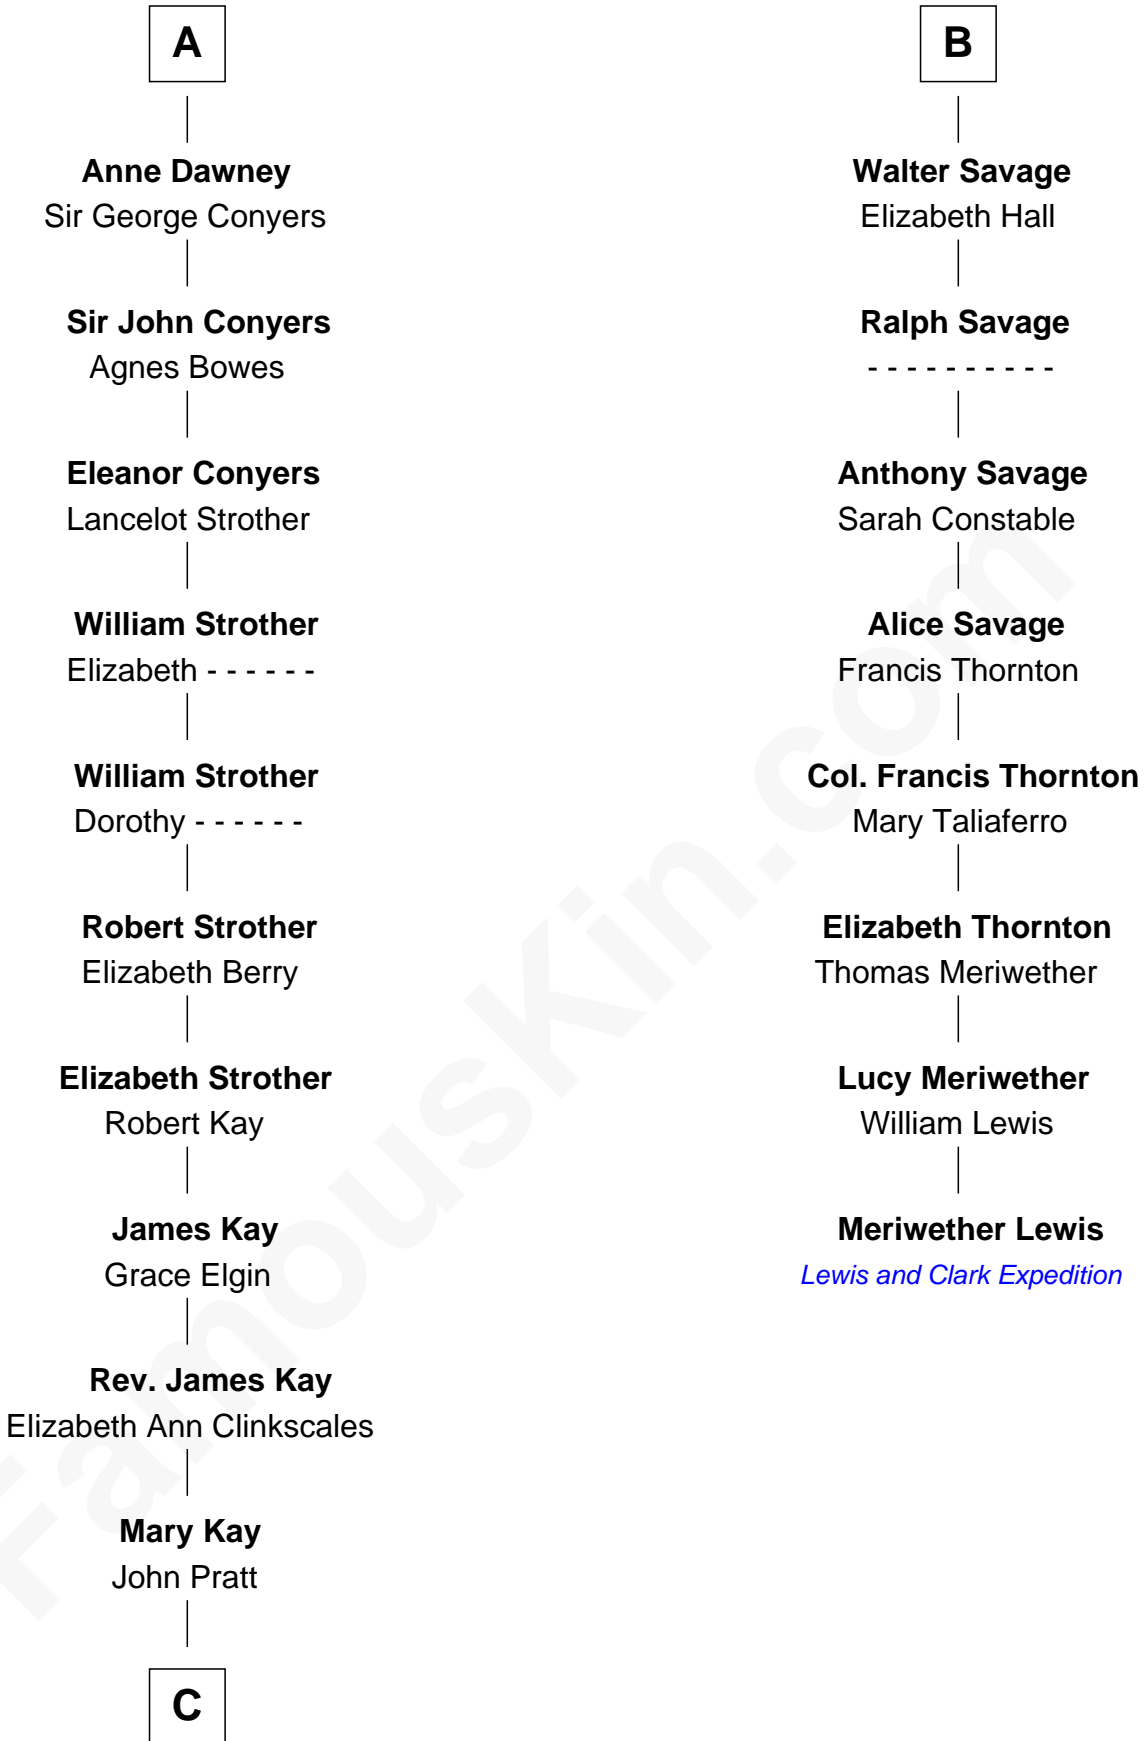 A
Anne Dawney
Sir George Conyers
Sir John Conyers
Agnes Bowes
Eleanor Conyers
Lancelot Strother
William Strother
Elizabeth - - - - - -
William Strother
Dorothy - - - - - -
Robert Strother
Elizabeth Berry
Elizabeth Strother
Robert Kay
James Kay
Grace Elgin
Rev. James Kay
Elizabeth Ann Clinkscales
Mary Kay
John Pratt
C
B
Walter Savage
Elizabeth Hall
Ralph Savage
- - - - - - - - - -
Anthony Savage
Sarah Constable
Alice Savage
Francis Thornton
Col. Francis Thornton
Mary Taliaferro
Elizabeth Thornton
Thomas Meriwether
Lucy Meriwether
William Lewis
Meriwether Lewis
Lewis and Clark Expedition
FamousKin.com